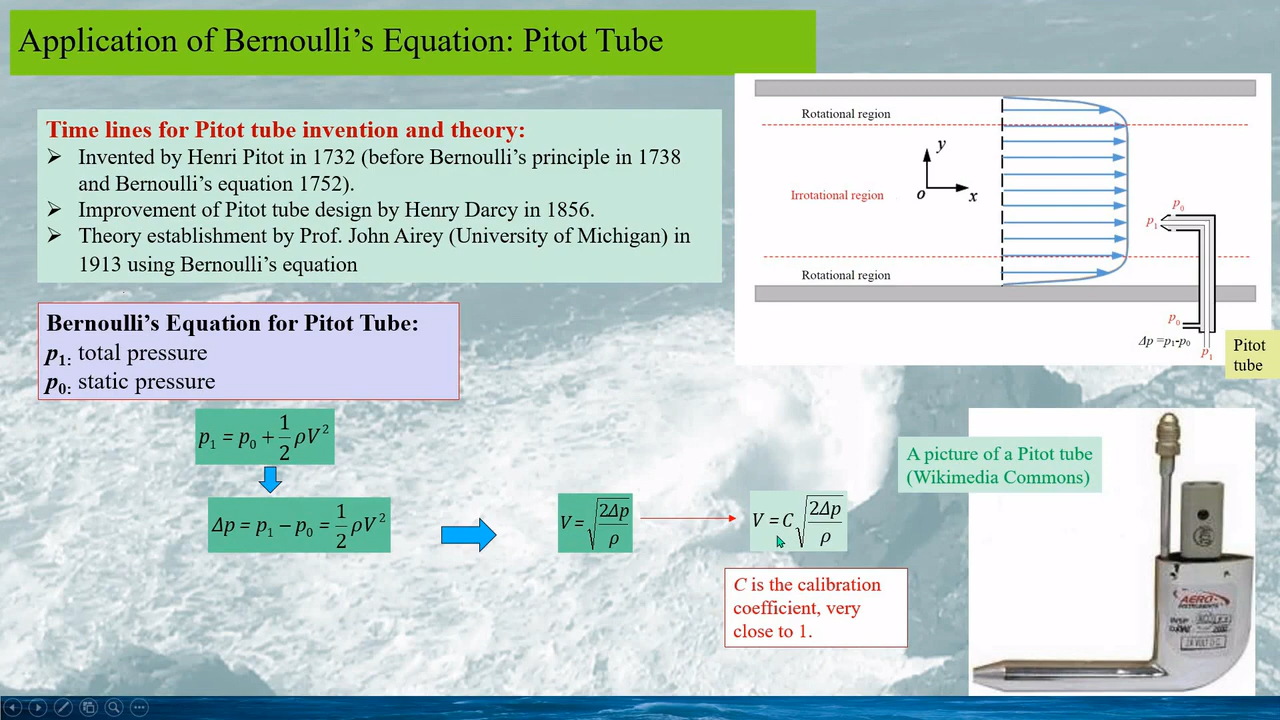 Application of Bernoulli's Equation: Pitot Tube
Time lines for Pitot tube invention and theory:
➢ Invented by Henri Pitot in 1732 (before Bernoulli's principle in 1738
and Bernoulli's equation 1752).
➢ Improvement of Pitot tube design by Henry Darcy in 1856.
➢ Theory establishment by Prof. John Airey (University of Michigan) in
1913 using Bernoulli's equation
Bernoulli's Equation for Pitot Tube:
p₁: total pressure
p₀: static pressure
p₁ = p₀ + 1/2 ρV²
Δp = p₁ − p₀ = 1/2 ρV²
V = √(2Δp/ρ)
V = C √(2Δp/ρ)
C is the calibration
coefficient, very
close to 1.
Rotational region
y
o
x
Irrotational region
Rotational region
p₀
p₁
p₀
Δp =p₁-p₀
p₁
Pitot
tube
A picture of a Pitot tube
(Wikimedia Commons)
AERO
INSTRUMENTS
INSP